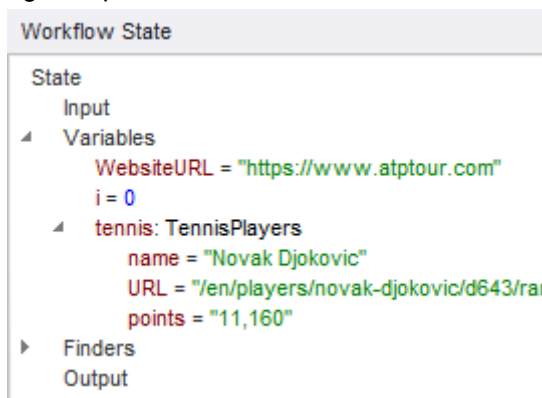 Workflow State
State
Input
Variables
WebsiteURL = "https://www.atptour.com"
i = 0
tennis: TennisPlayers
name = "Novak Djokovic"
URL = "/en/players/novak-djokovic/d643/ra
points = "11,160"
Finders
Output